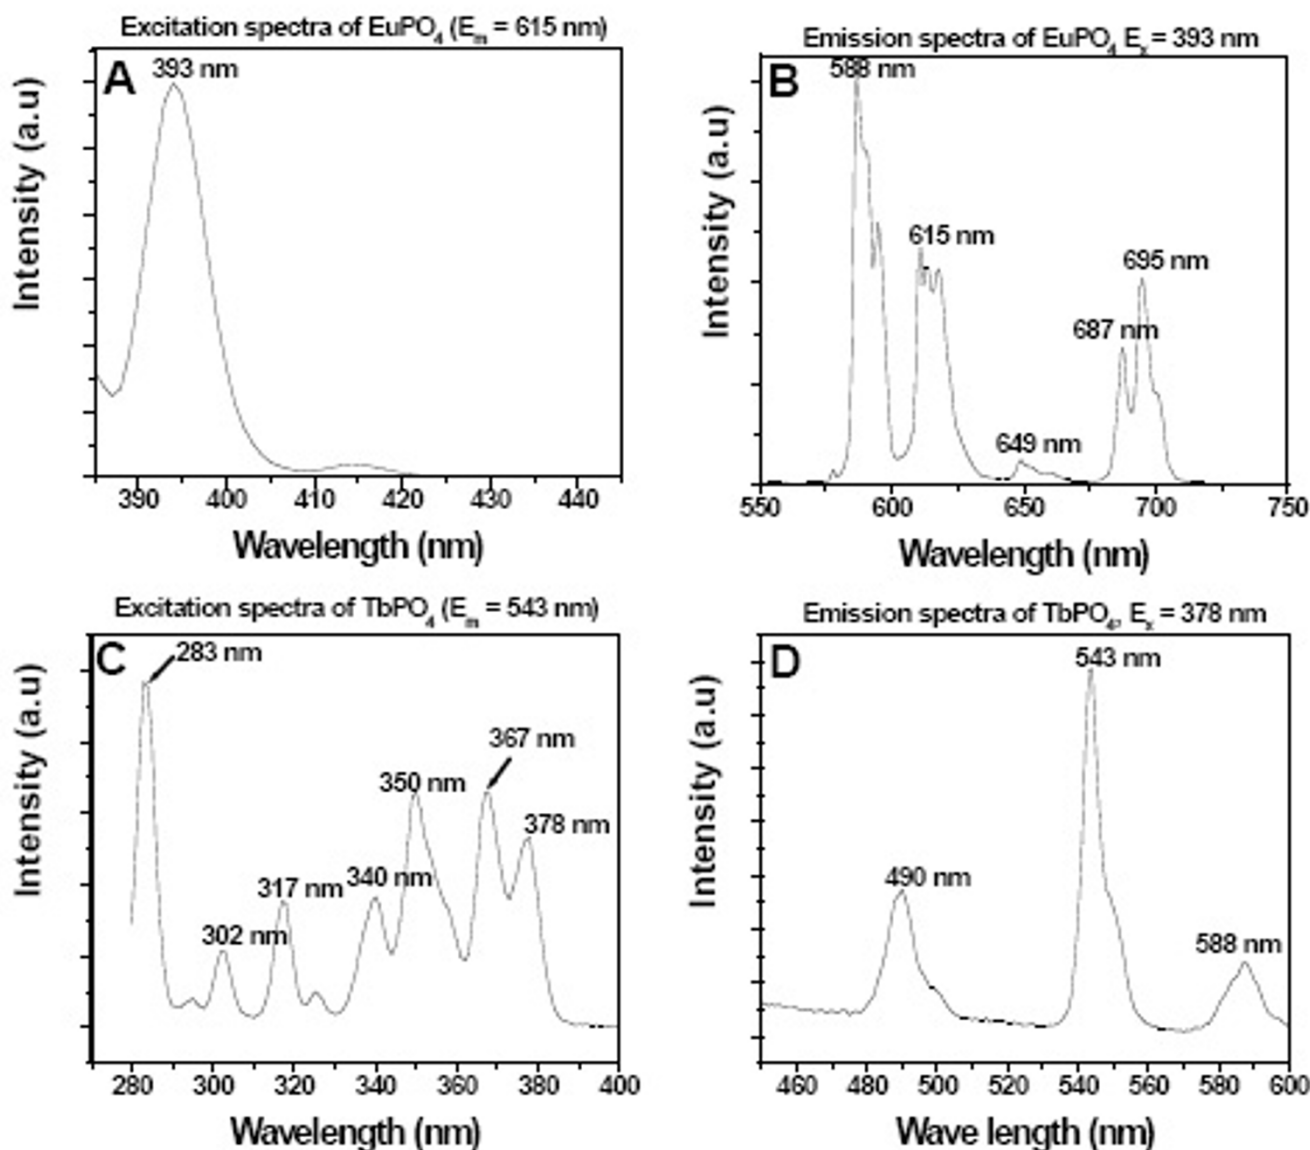 Excitation spectra of EuPO₄ (Eₘ = 615 nm)
A
393 nm
Intensity (a.u)
390 400 410 420 430 440
Wavelength (nm)
Emission spectra of EuPO₄ Eₓ = 393 nm
B
588 nm
615 nm
695 nm
687 nm
649 nm
Intensity (a.u)
550 600 650 700 750
Wavelength (nm)
Excitation spectra of TbPO₄ (Eₘ = 543 nm)
C
283 nm
367 nm
350 nm
378 nm
317 nm
340 nm
302 nm
Intensity (a.u)
280 300 320 340 360 380 400
Wavelength (nm)
Emission spectra of TbPO₄, Eₓ = 378 nm
D
543 nm
490 nm
588 nm
Intensity (a.u)
460 480 500 520 540 560 580 600
Wave length (nm)